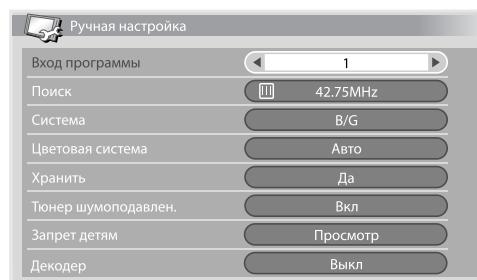 Ручная настройка
Вход программы 1
Поиск 42.75MHz
Система B/G
Цветовая система Авто
Хранить Да
Тюнер шумоподавлен. Вкл
Запрет детям Просмотр
Декодер Выкл